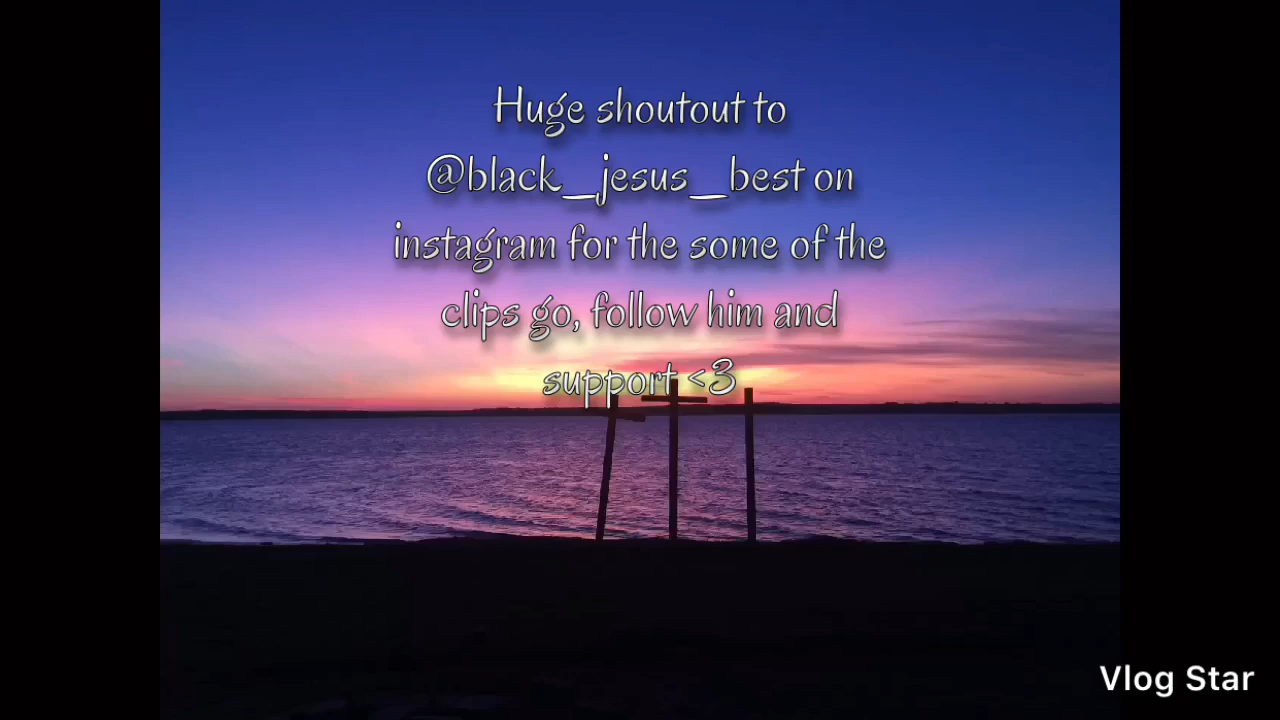 Huge shoutout to
@black_jesus_best on
instagram for the some of the
clips go, follow him and
support <3
Vlog Star